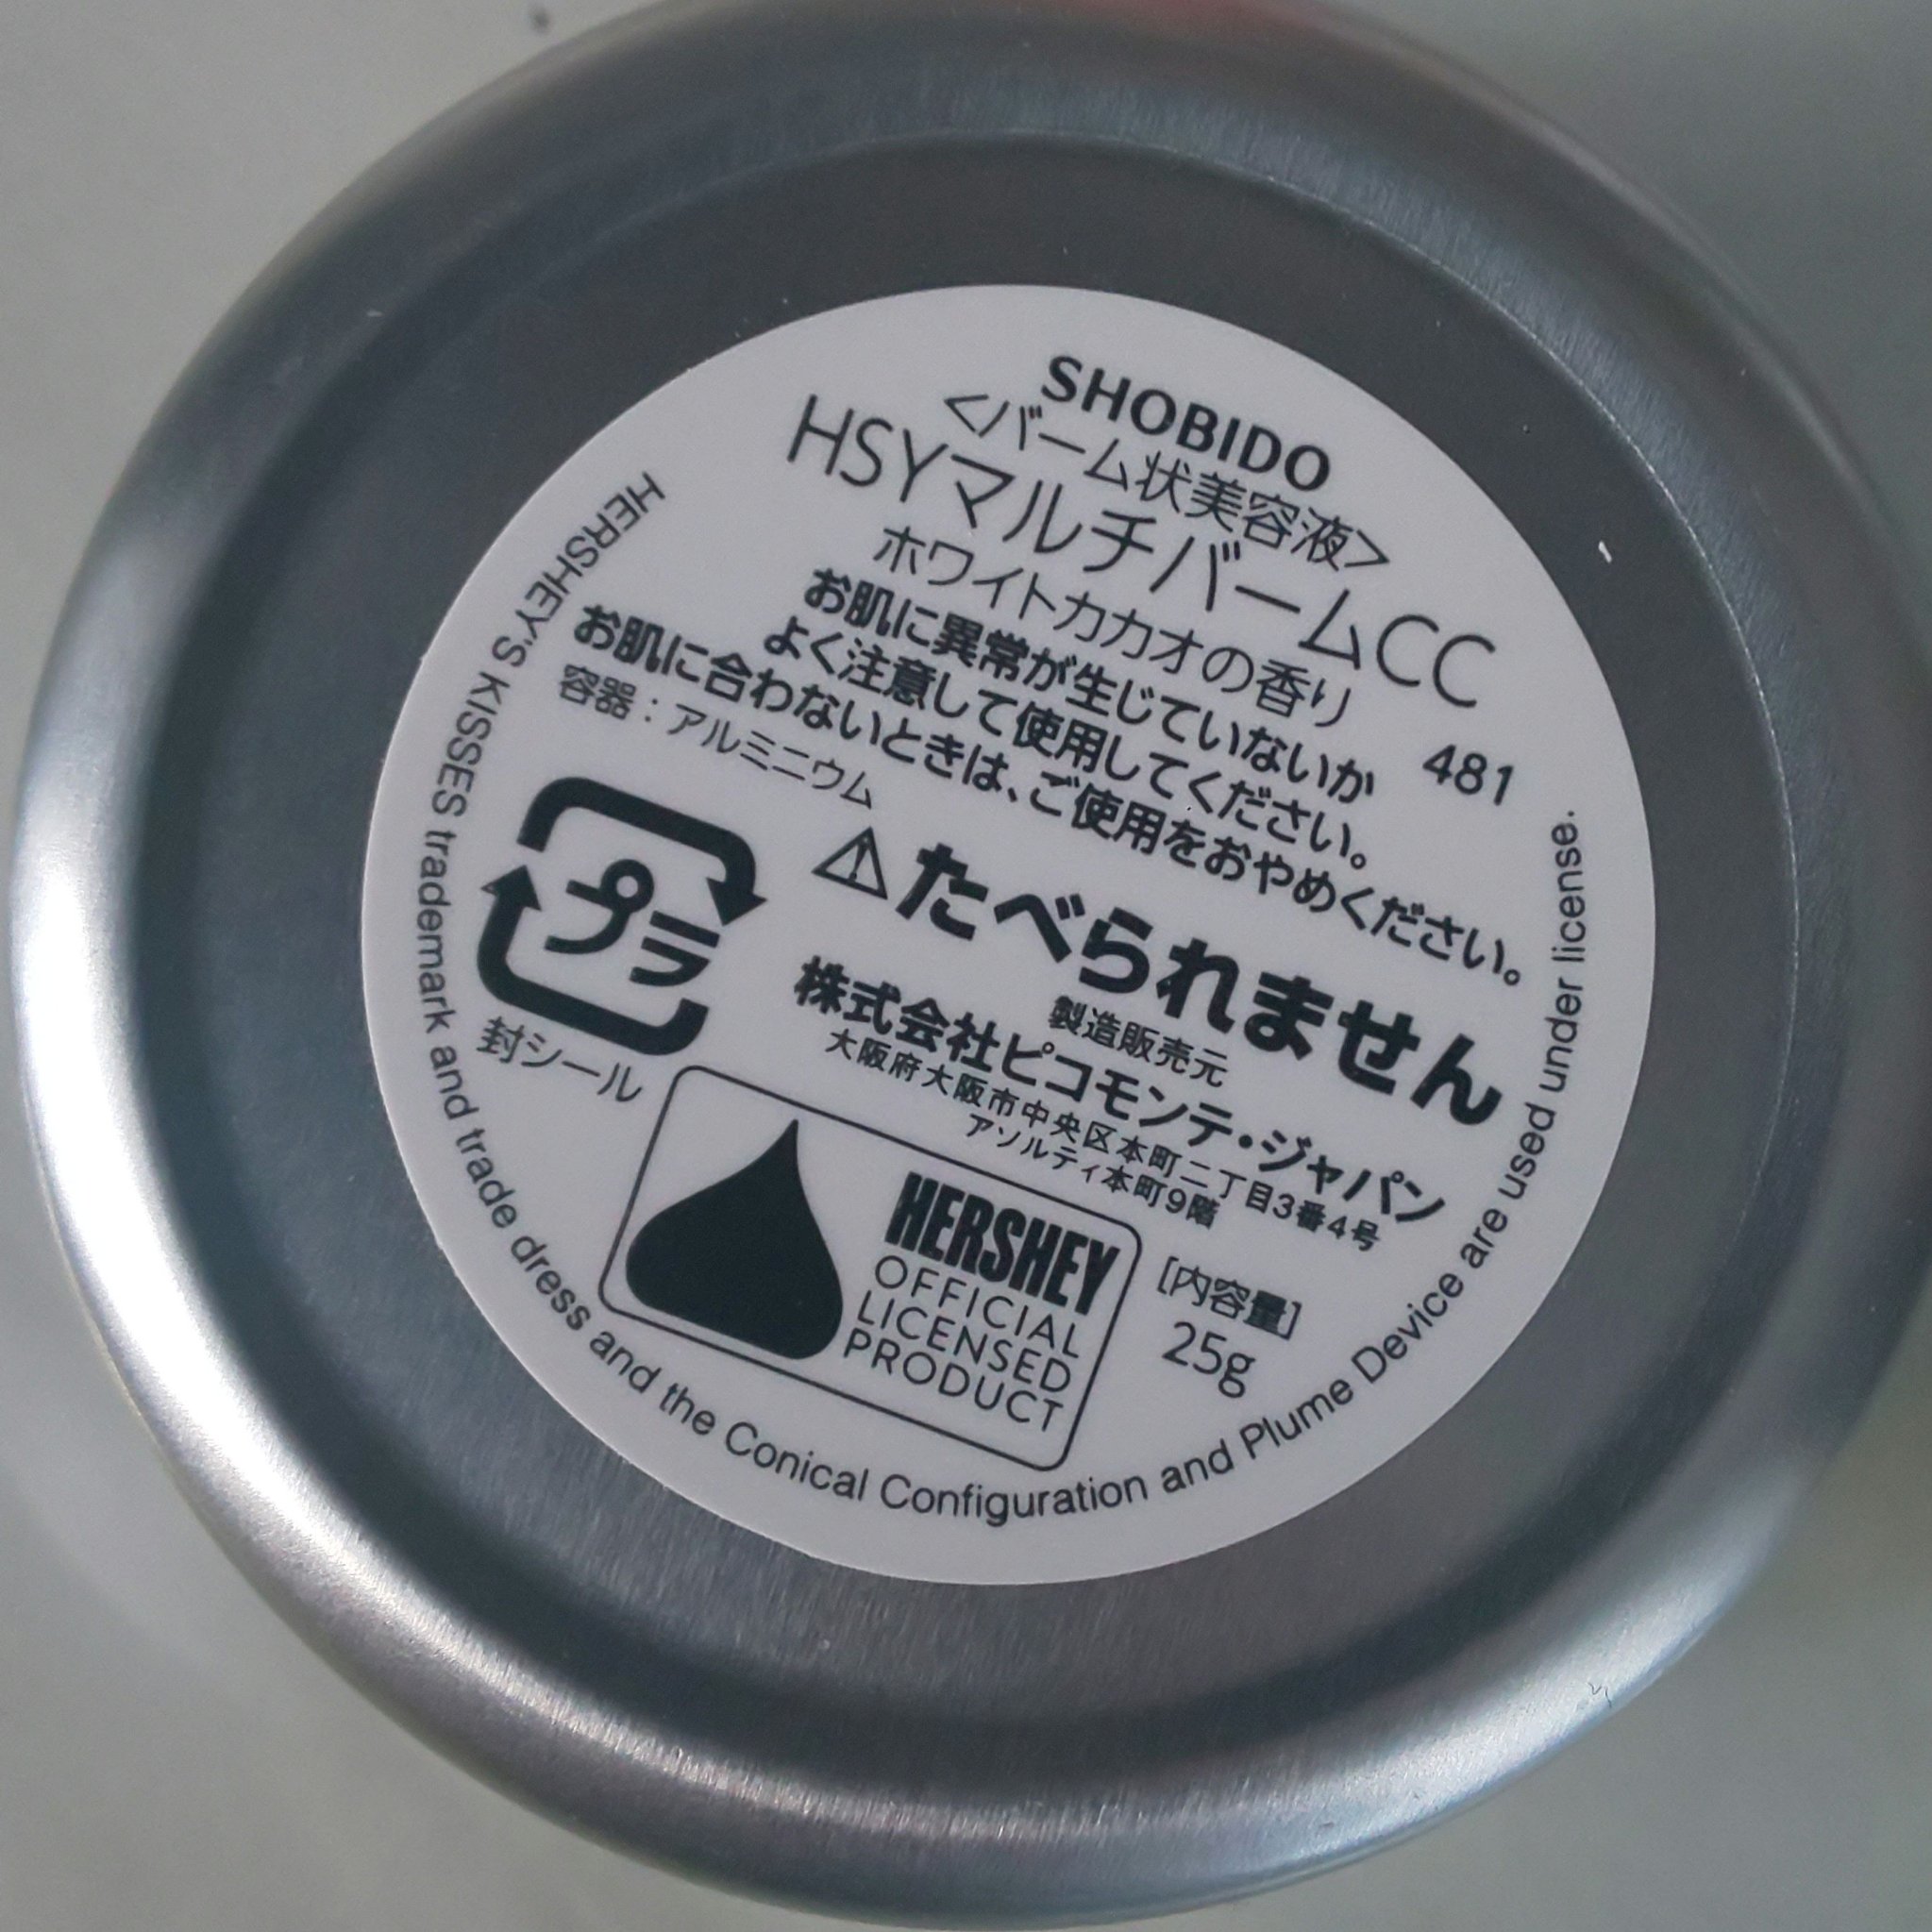 SHOBIDO
<バーム状美容液>
HSYマルチバームCC
ホワイトカカオの香り
481
お肌に異常が生じていないか
よく注意して使用してください。
お肌に合わないときは、ご使用をおやめください。
容器：アルミニウム
プラ
封シール
⚠たべられません
製造販売元
株式会社ピコモンテ・ジャパン
大阪府大阪市中央区本町二丁目3番4号
アソルティ本町9階
HERSHEY
OFFICIAL
LICENSED
PRODUCT
[内容量]
25g
HERSHEY'S KISSES trademark and trade dress and the Conical Configuration and Plume Device are used under license.